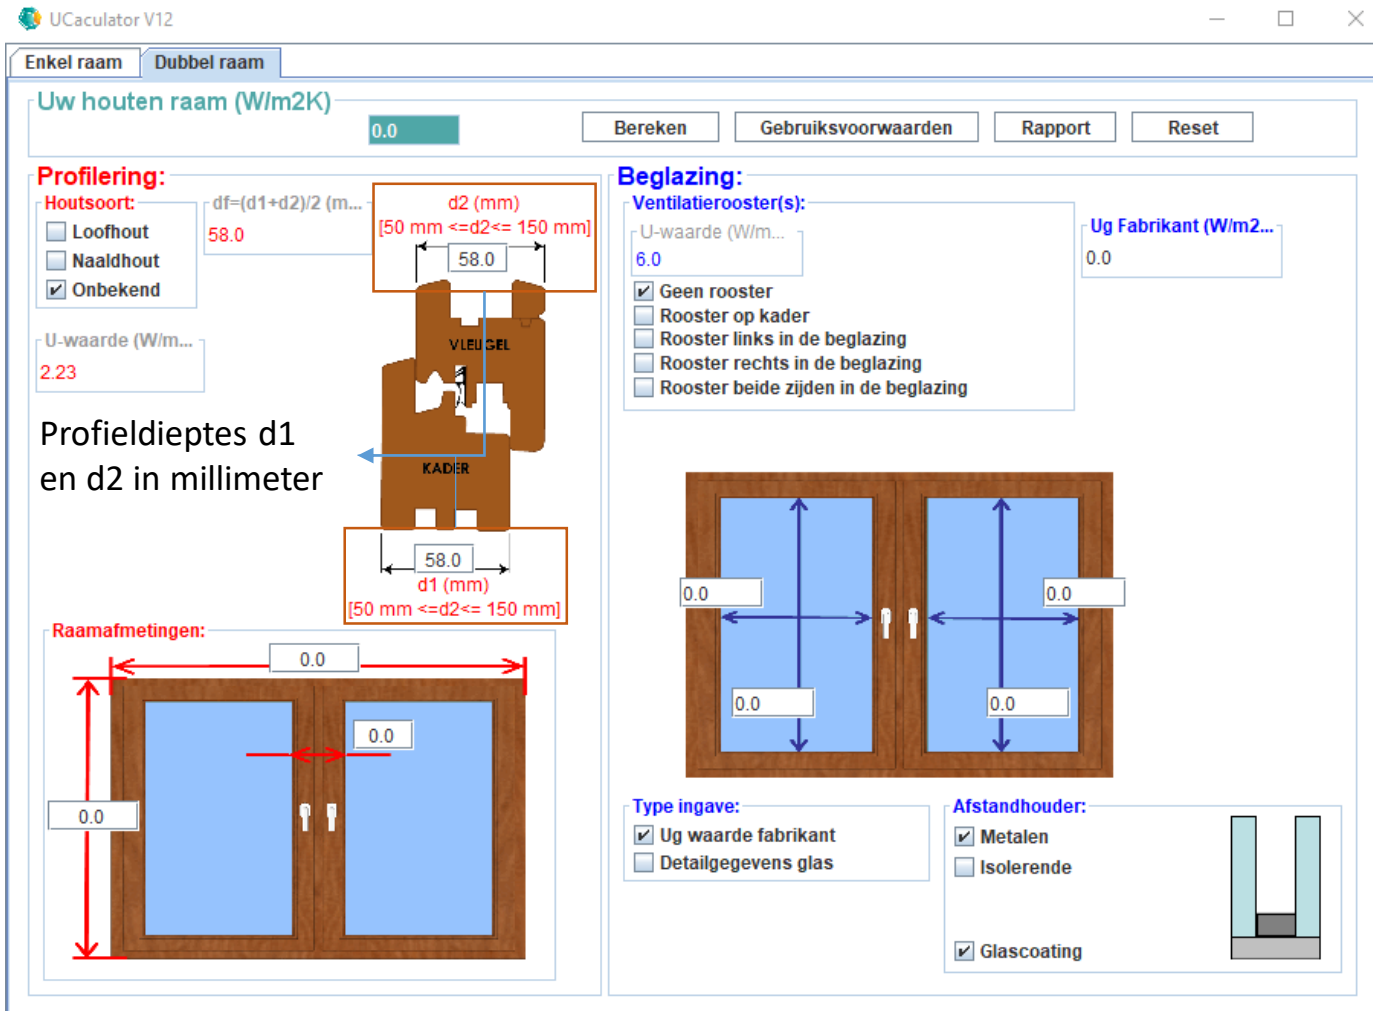 UCaculator V12
Enkel raam
Dubbel raam
Uw houten raam (W/m2K)
0.0
Bereken
Gebruiksvoorwaarden
Rapport
Reset
Profilering:
Houtsoort:
Loofhout
Naaldhout
Onbekend
df=(d1+d2)/2 (m...
58.0
d2 (mm)
[50 mm <=d2<= 150 mm]
58.0
U-waarde (W/m...
2.23
VLEUGEL
KADER
Profieldieptes d1
en d2 in millimeter
58.0
d1 (mm)
[50 mm <=d2<= 150 mm]
Raamafmetingen:
0.0
0.0
0.0
Beglazing:
Ventilatierooster(s):
U-waarde (W/m...
6.0
Geen rooster
Rooster op kader
Rooster links in de beglazing
Rooster rechts in de beglazing
Rooster beide zijden in de beglazing
Ug Fabrikant (W/m2...
0.0
0.0
0.0
0.0
0.0
Type ingave:
Ug waarde fabrikant
Detailgegevens glas
Afstandhouder:
Metalen
Isolerende
Glascoating